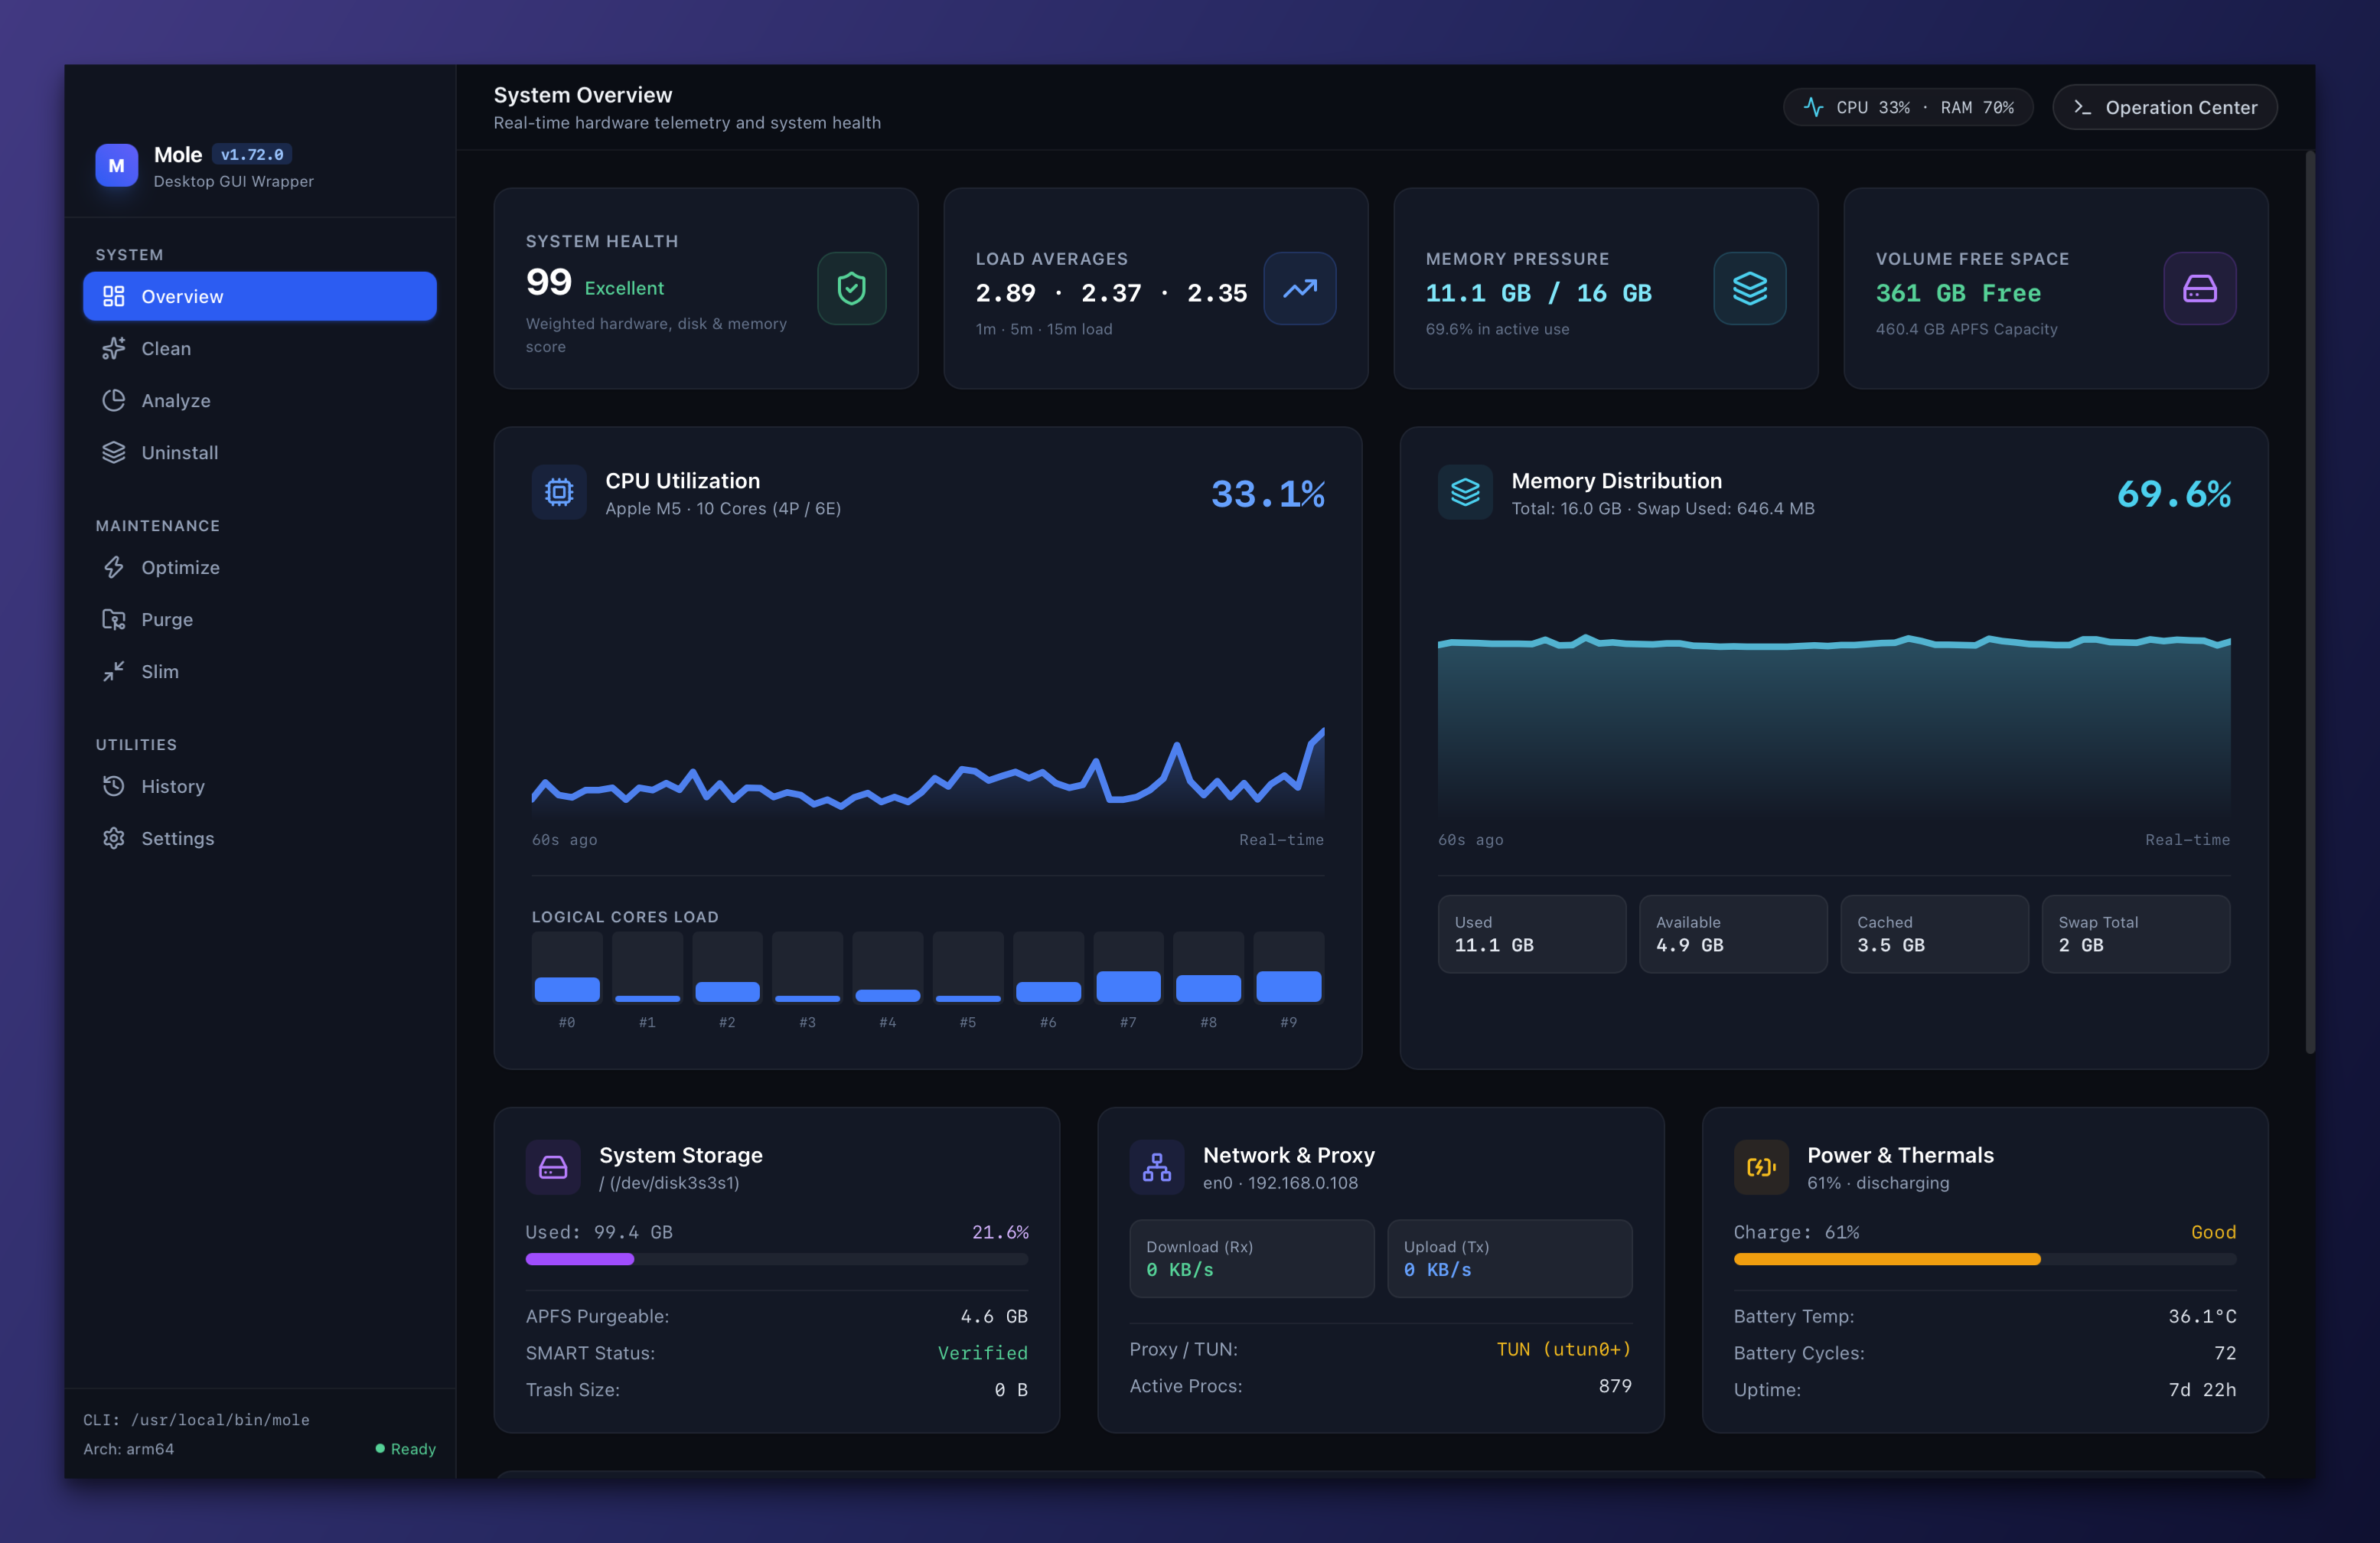 M
Mole v1.72.0
Desktop GUI Wrapper
SYSTEM
Overview
Clean
Analyze
Uninstall
MAINTENANCE
Optimize
Purge
Slim
UTILITIES
History
Settings
CLI: /usr/local/bin/mole
Arch: arm64
Ready
System Overview
Real-time hardware telemetry and system health
CPU 33% · RAM 70%
Operation Center
SYSTEM HEALTH
99 Excellent
Weighted hardware, disk & memory
score
LOAD AVERAGES
2.89 · 2.37 · 2.35
1m · 5m · 15m load
MEMORY PRESSURE
11.1 GB / 16 GB
69.6% in active use
VOLUME FREE SPACE
361 GB Free
460.4 GB APFS Capacity
CPU Utilization
Apple M5 · 10 Cores (4P / 6E)
33.1%
60s ago
Real-time
LOGICAL CORES LOAD
#0 #1 #2 #3 #4 #5 #6 #7 #8 #9
Memory Distribution
Total: 16.0 GB · Swap Used: 646.4 MB
69.6%
60s ago
Real-time
Used
11.1 GB
Available
4.9 GB
Cached
3.5 GB
Swap Total
2 GB
System Storage
/ (/dev/disk3s3s1)
Used: 99.4 GB
21.6%
APFS Purgeable: 4.6 GB
SMART Status: Verified
Trash Size: 0 B
Network & Proxy
en0 · 192.168.0.108
Download (Rx)
0 KB/s
Upload (Tx)
0 KB/s
Proxy / TUN: TUN (utun0+)
Active Procs: 879
Power & Thermals
61% · discharging
Charge: 61%
Good
Battery Temp: 36.1°C
Battery Cycles: 72
Uptime: 7d 22h